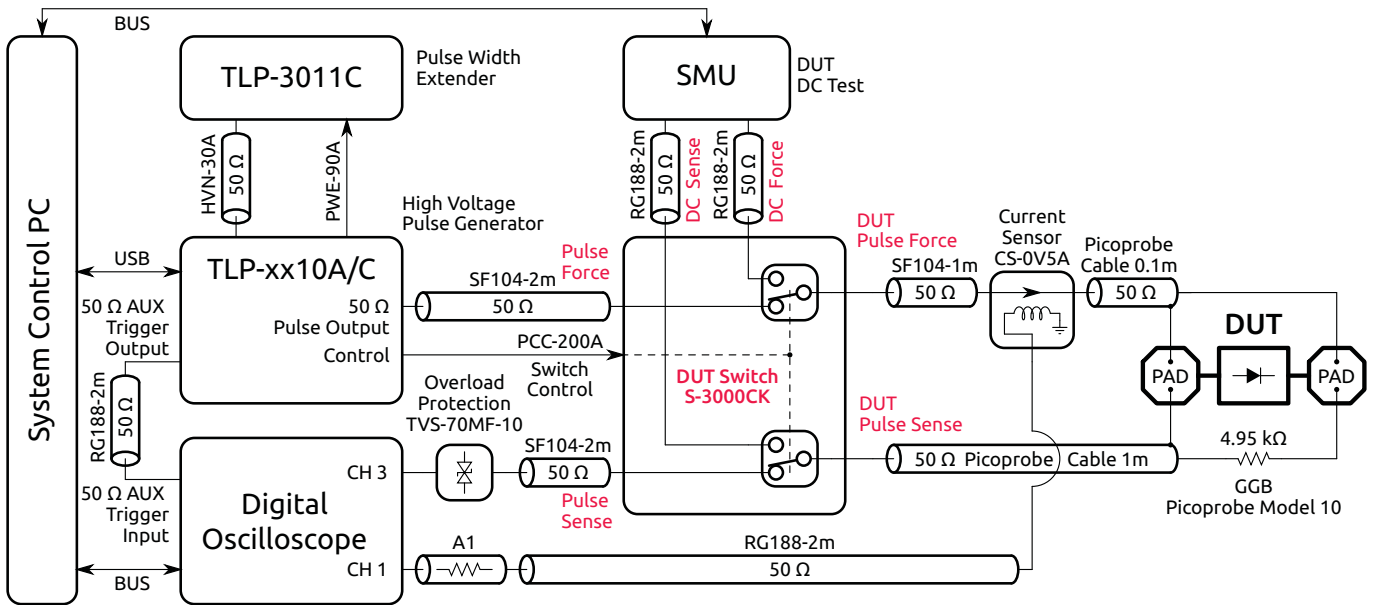 BUS
TLP-3011C
Pulse Width
Extender
SMU
DUT
DC Test
HVN-30A
50 Ω
PWE-90A
RG188-2m
50 Ω
DC Sense
RG188-2m
50 Ω
DC Force
System Control PC
USB
TLP-xx10A/C
High Voltage
Pulse Generator
50 Ω
Pulse Output
Control
Pulse
Force
SF104-2m
50 Ω
PCC-200A
Switch
Control
DUT Switch
S-3000CK
DUT
Pulse Force
SF104-1m
50 Ω
Current
Sensor
CS-0V5A
Picoprobe
Cable 0.1m
50 Ω
DUT
PAD
PAD
50 Ω AUX
Trigger
Output
RG188-2m
50 Ω
50 Ω AUX
Trigger
Input
Overload
Protection
TVS-70MF-10
SF104-2m
50 Ω
Pulse
Sense
DUT
Pulse Sense
50 Ω Picoprobe Cable 1m
4.95 kΩ
GGB
Picoprobe Model 10
CH 3
Digital
Oscilloscope
CH 1
A1
RG188-2m
50 Ω
BUS